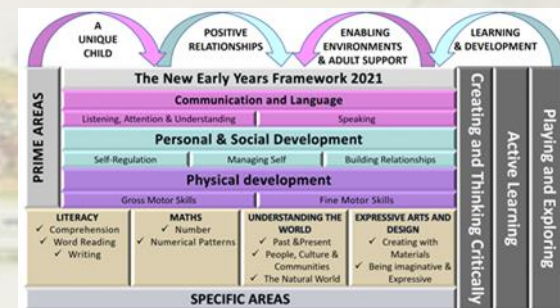 A
UNIQUE
CHILD
POSITIVE
RELATIONSHIPS
ENABLING
ENVIRONMENTS
& ADULT SUPPORT
LEARNING
& DEVELOPMENT
PRIME AREAS
The New Early Years Framework 2021
Communication and Language
Listening, Attention & Understanding
Speaking
Personal & Social Development
Self-Regulation
Managing Self
Building Relationships
Physical development
Gross Motor Skills
Fine Motor Skills
LITERACY
✓ Comprehension
✓ Word Reading
✓ Writing
MATHS
✓ Number
✓ Numerical Patterns
UNDERSTANDING THE
WORLD
✓ Past &Present
✓ People, Culture &
Communities
✓ The Natural World
EXPRESSIVE ARTS AND
DESIGN
✓ Creating with
Materials
✓ Being imaginative &
Expressive
SPECIFIC AREAS
Creating and Thinking Critically
Active Learning
Playing and Exploring